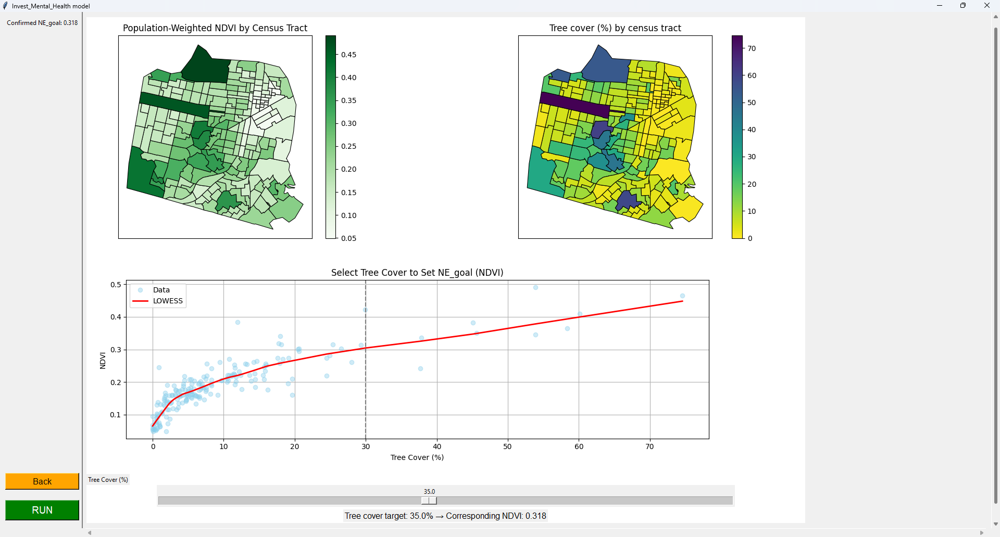 Invest_Mental_Health model
Confirmed NE_goal: 0.318
Population-Weighted NDVI by Census Tract
0.45
0.40
0.35
0.30
0.25
0.20
0.15
0.10
0.05
Tree cover (%) by census tract
70
60
50
40
30
20
10
0
Select Tree Cover to Set NE_goal (NDVI)
Data
LOWESS
NDVI
0.5
0.4
0.3
0.2
0.1
0 10 20 30 40 50 60 70
Tree Cover (%)
Back
RUN
Tree Cover (%)
35.0
Tree cover target: 35.0% → Corresponding NDVI: 0.318